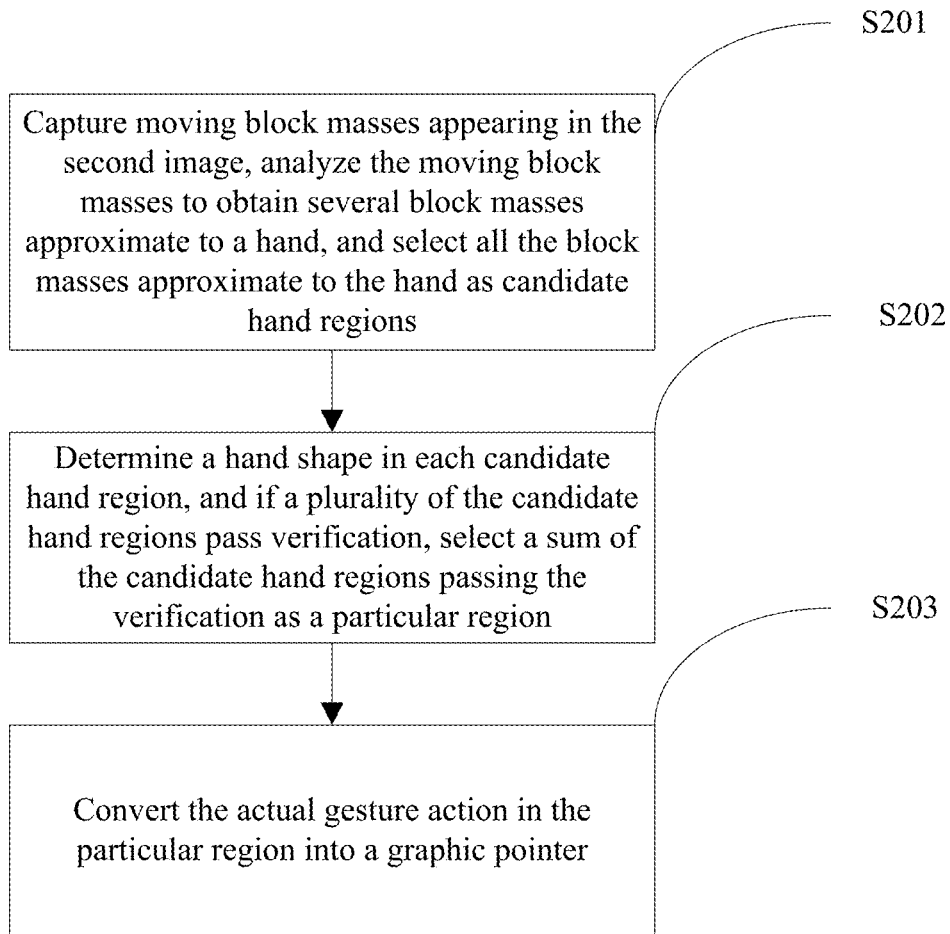 S201
Capture moving block masses appearing in the
second image, analyze the moving block
masses to obtain several block masses
approximate to a hand, and select all the block
masses approximate to the hand as candidate
hand regions
S202
Determine a hand shape in each candidate
hand region, and if a plurality of the candidate
hand regions pass verification, select a sum of
the candidate hand regions passing the
verification as a particular region
S203
Convert the actual gesture action in the
particular region into a graphic pointer